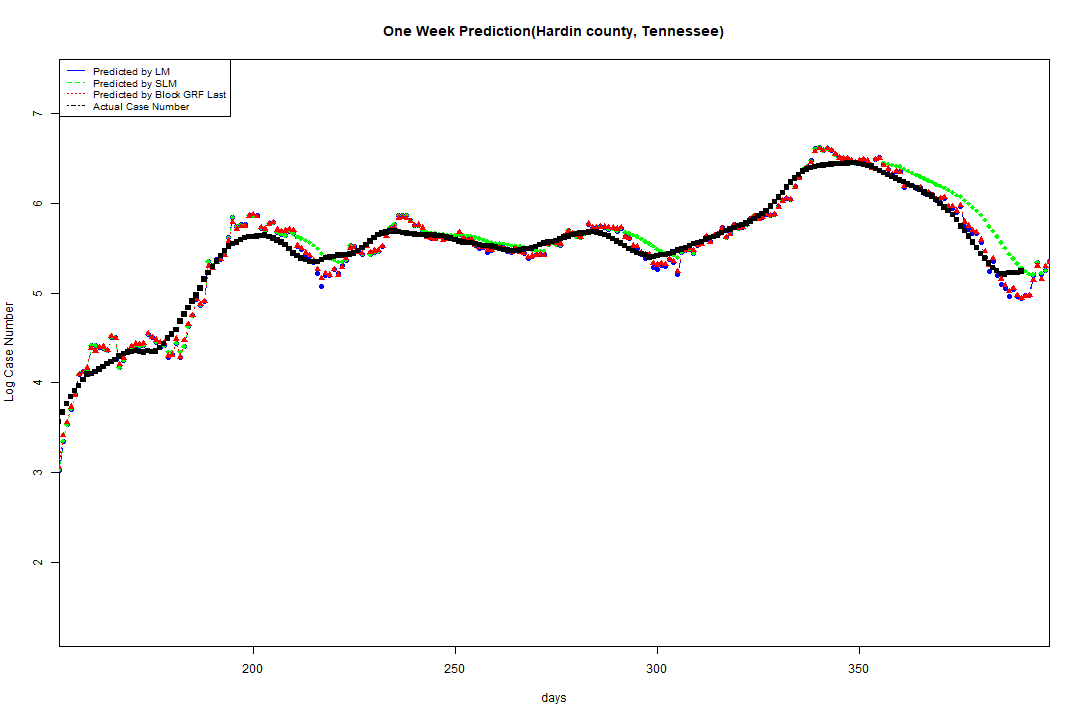 One Week Prediction(Hardin county, Tennessee)
Predicted by LM
Predicted by SLM
Predicted by Block GRF Last
Actual Case Number
7
6
5
4
3
2
Log Case Number
200 250 300 350
days